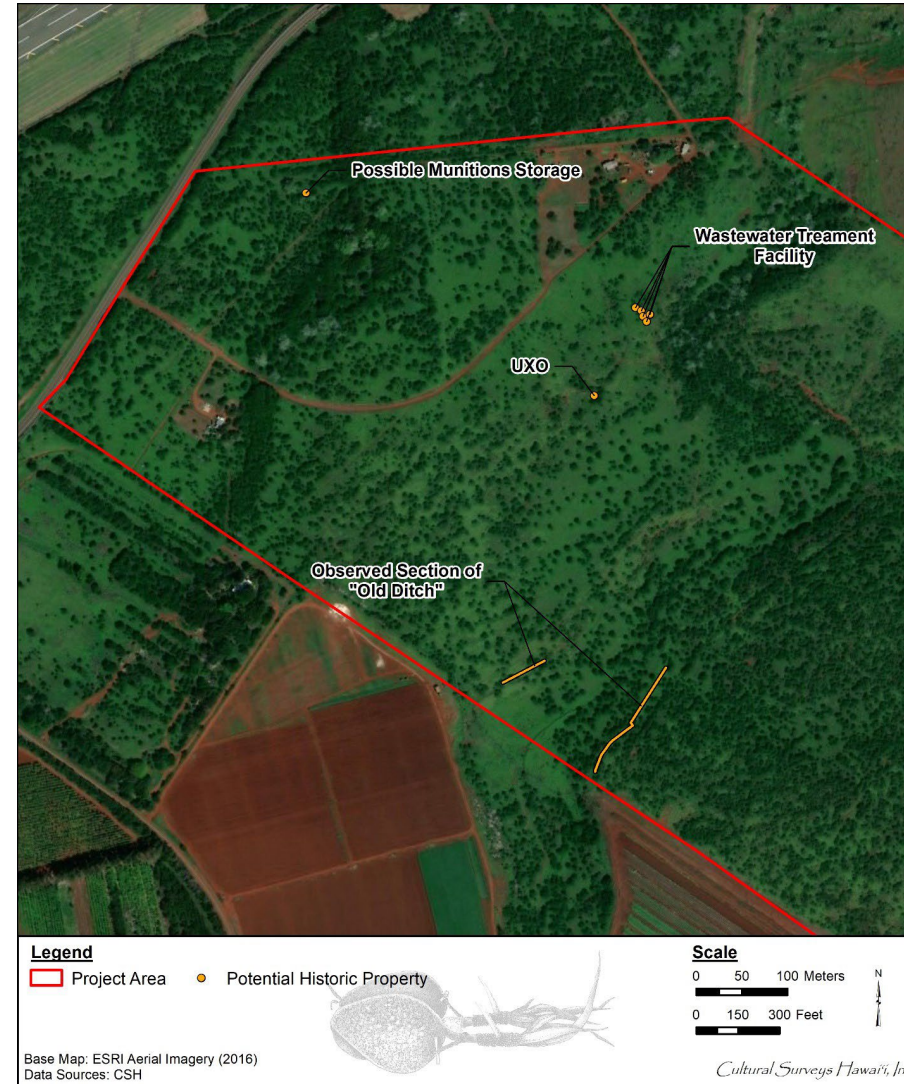 Possible Munitions Storage
Wastewater Treament
Facility
UXO
Observed Section of
"Old Ditch"
Legend
Project Area
Potential Historic Property
Scale
0 50 100 Meters
0 150 300 Feet
N
Base Map: ESRI Aerial Imagery (2016)
Data Sources: CSH
Cultural Surveys Hawai'i, In